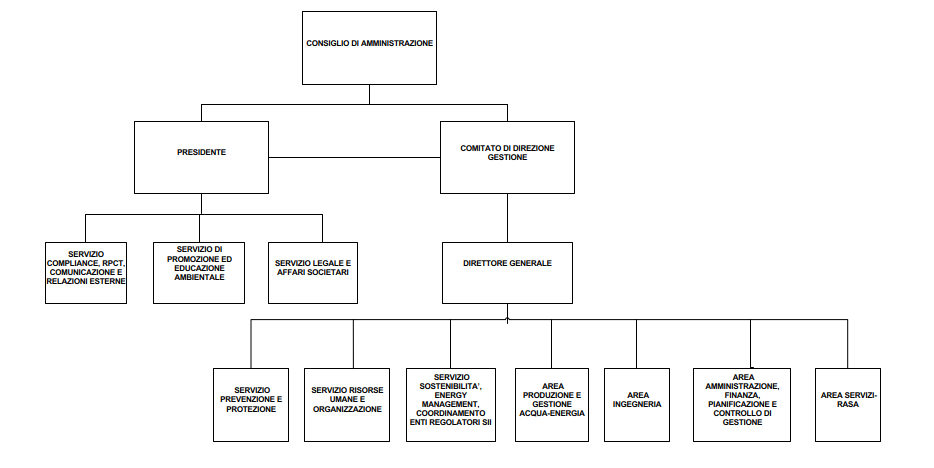 CONSIGLIO DI AMMINISTRAZIONE
PRESIDENTE
COMITATO DI DIREZIONE
GESTIONE
SERVIZIO
COMPLIANCE, RPCT,
COMUNICAZIONE E
RELAZIONI ESTERNE
SERVIZIO DI
PROMOZIONE ED
EDUCAZIONE
AMBIENTALE
SERVIZIO LEGALE E
AFFARI SOCIETARI
DIRETTORE GENERALE
SERVIZIO
PREVENZIONE E
PROTEZIONE
SERVIZIO RISORSE
UMANE E
ORGANIZZAZIONE
SERVIZIO
SOSTENIBILITA',
ENERGY
MANAGEMENT,
COORDINAMENTO
ENTI REGOLATORI SII
AREA
PRODUZIONE E
GESTIONE
ACQUA-ENERGIA
AREA
INGEGNERIA
AREA
AMMINISTRAZIONE,
FINANZA,
PIANIFICAZIONE E
CONTROLLO DI
GESTIONE
AREA SERVIZI-
RASA